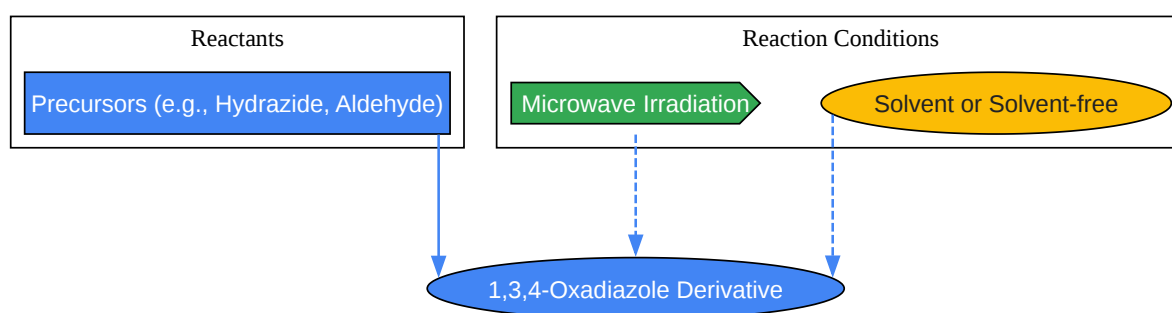 Reactants
Reaction Conditions
Precursors (e.g., Hydrazide, Aldehyde)
Microwave Irradiation
Solvent or Solvent-free
1,3,4-Oxadiazole Derivative